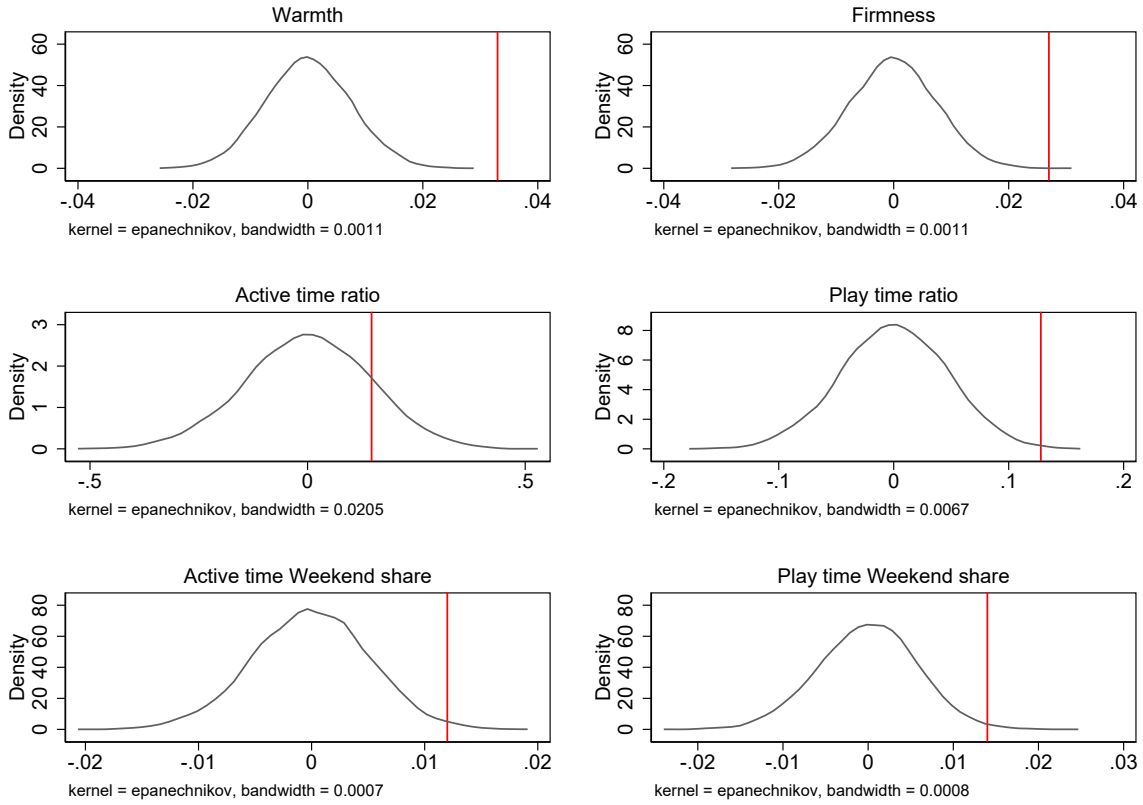 Warmth
Density
0 20 40 60
-.04 -.02 0 .02 .04
kernel = epanechnikov, bandwidth = 0.0011
Firmness
Density
0 20 40 60
-.04 -.02 0 .02 .04
kernel = epanechnikov, bandwidth = 0.0011
Active time ratio
Density
0 1 2 3
-.5 0 .5
kernel = epanechnikov, bandwidth = 0.0205
Play time ratio
Density
0 2 4 6 8
-.2 -.1 0 .1 .2
kernel = epanechnikov, bandwidth = 0.0067
Active time Weekend share
Density
0 20 40 60 80
-.02 -.01 0 .01 .02
kernel = epanechnikov, bandwidth = 0.0007
Play time Weekend share
Density
0 20 40 60 80
-.02 -.01 0 .01 .02 .03
kernel = epanechnikov, bandwidth = 0.0008